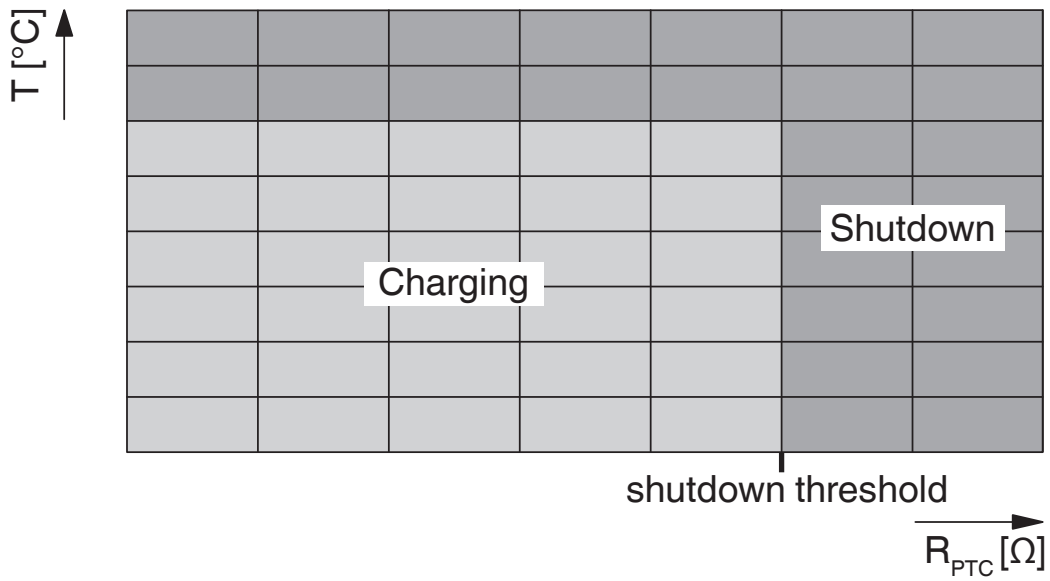 T [°C]
Shutdown
Charging
shutdown threshold
R_PTC [Ω]